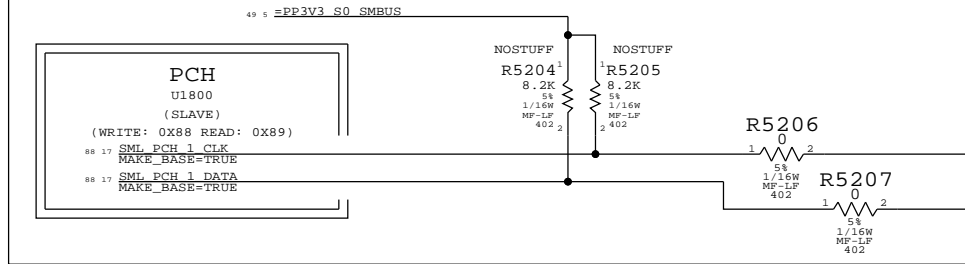 49 5 =PP3V3_S0_SMBUS
NOSTUFF
R5204
1
8.2K
5%
1/16W
MF-LF
402
2
NOSTUFF
1
R5205
8.2K
5%
1/16W
MF-LF
402
2
PCH
U1800
(SLAVE)
(WRITE: 0X88 READ: 0X89)
88 17 SML_PCH_1_CLK
MAKE_BASE=TRUE
88 17 SML_PCH_1_DATA
MAKE_BASE=TRUE
R5206
1 0 2
5%
1/16W
MF-LF
402
R5207
1 0 2
5%
1/16W
MF-LF
402